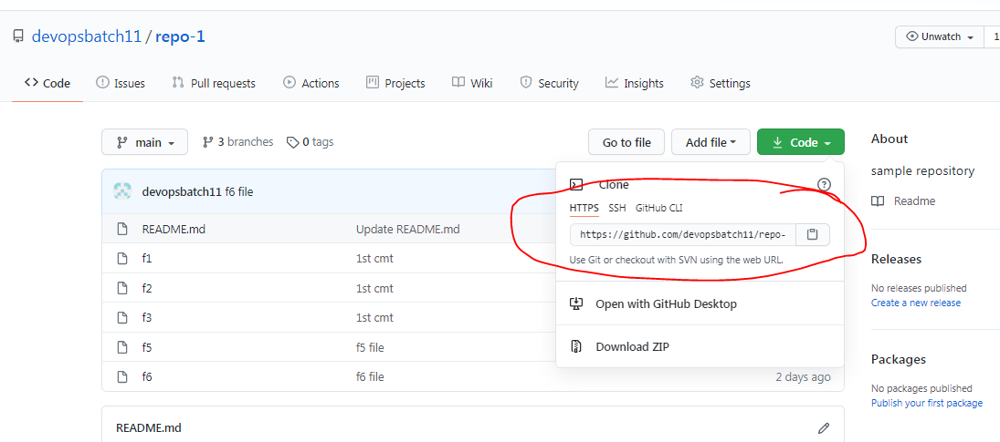 devopsbatch11 / repo-1
Unwatch 1
Code Issues Pull requests Actions Projects Wiki Security Insights Settings
main 3 branches 0 tags Go to file Add file Code
devopsbatch11 f6 file
README.md Update README.md
f1 1st cmt
f2 1st cmt
f3 1st cmt
f5 f5 file
f6 f6 file 2 days ago
README.md
Clone
HTTPS SSH GitHub CLI
https://github.com/devopsbatch11/repo-
Use Git or checkout with SVN using the web URL.
Open with GitHub Desktop
Download ZIP
About
sample repository
Readme
Releases
No releases published
Create a new release
Packages
No packages published
Publish your first package